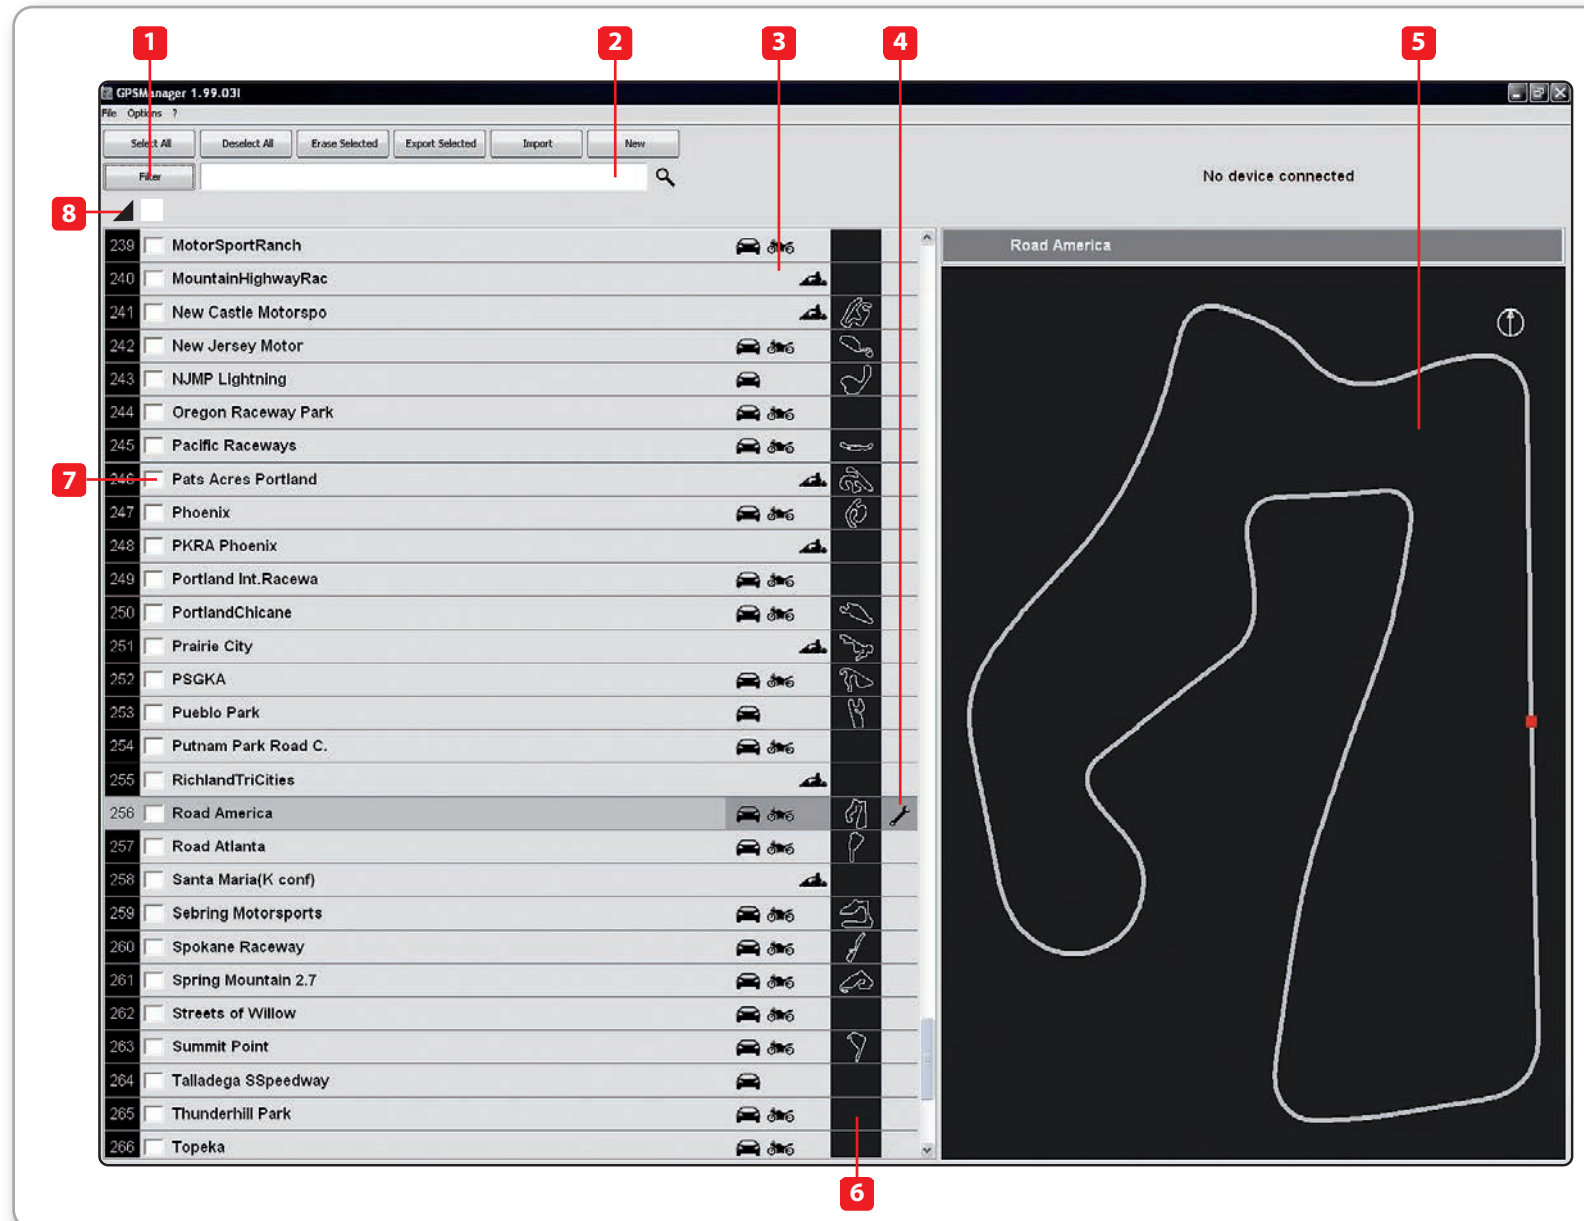 1 2 3 4 5
GPSManager 1.99.03l
File Options ?
Select All Deselect All Erase Selected Export Selected Import New
Filter
No device connected
8
239 MotorSportRanch
Road America
240 MountainHighwayRac
241 New Castle Motorspo
242 New Jersey Motor
243 NJMP Lightning
244 Oregon Raceway Park
245 Pacific Raceways
7
246 Pats Acres Portland
247 Phoenix
248 PKRA Phoenix
249 Portland Int.Racewa
250 PortlandChicane
251 Prairie City
252 PSGKA
253 Pueblo Park
254 Putnam Park Road C.
255 RichlandTriCities
256 Road America
257 Road Atlanta
258 Santa Maria(K conf)
259 Sebring Motorsports
260 Spokane Raceway
261 Spring Mountain 2.7
262 Streets of Willow
263 Summit Point
264 Talladega SSpeedway
265 Thunderhill Park
266 Topeka
6